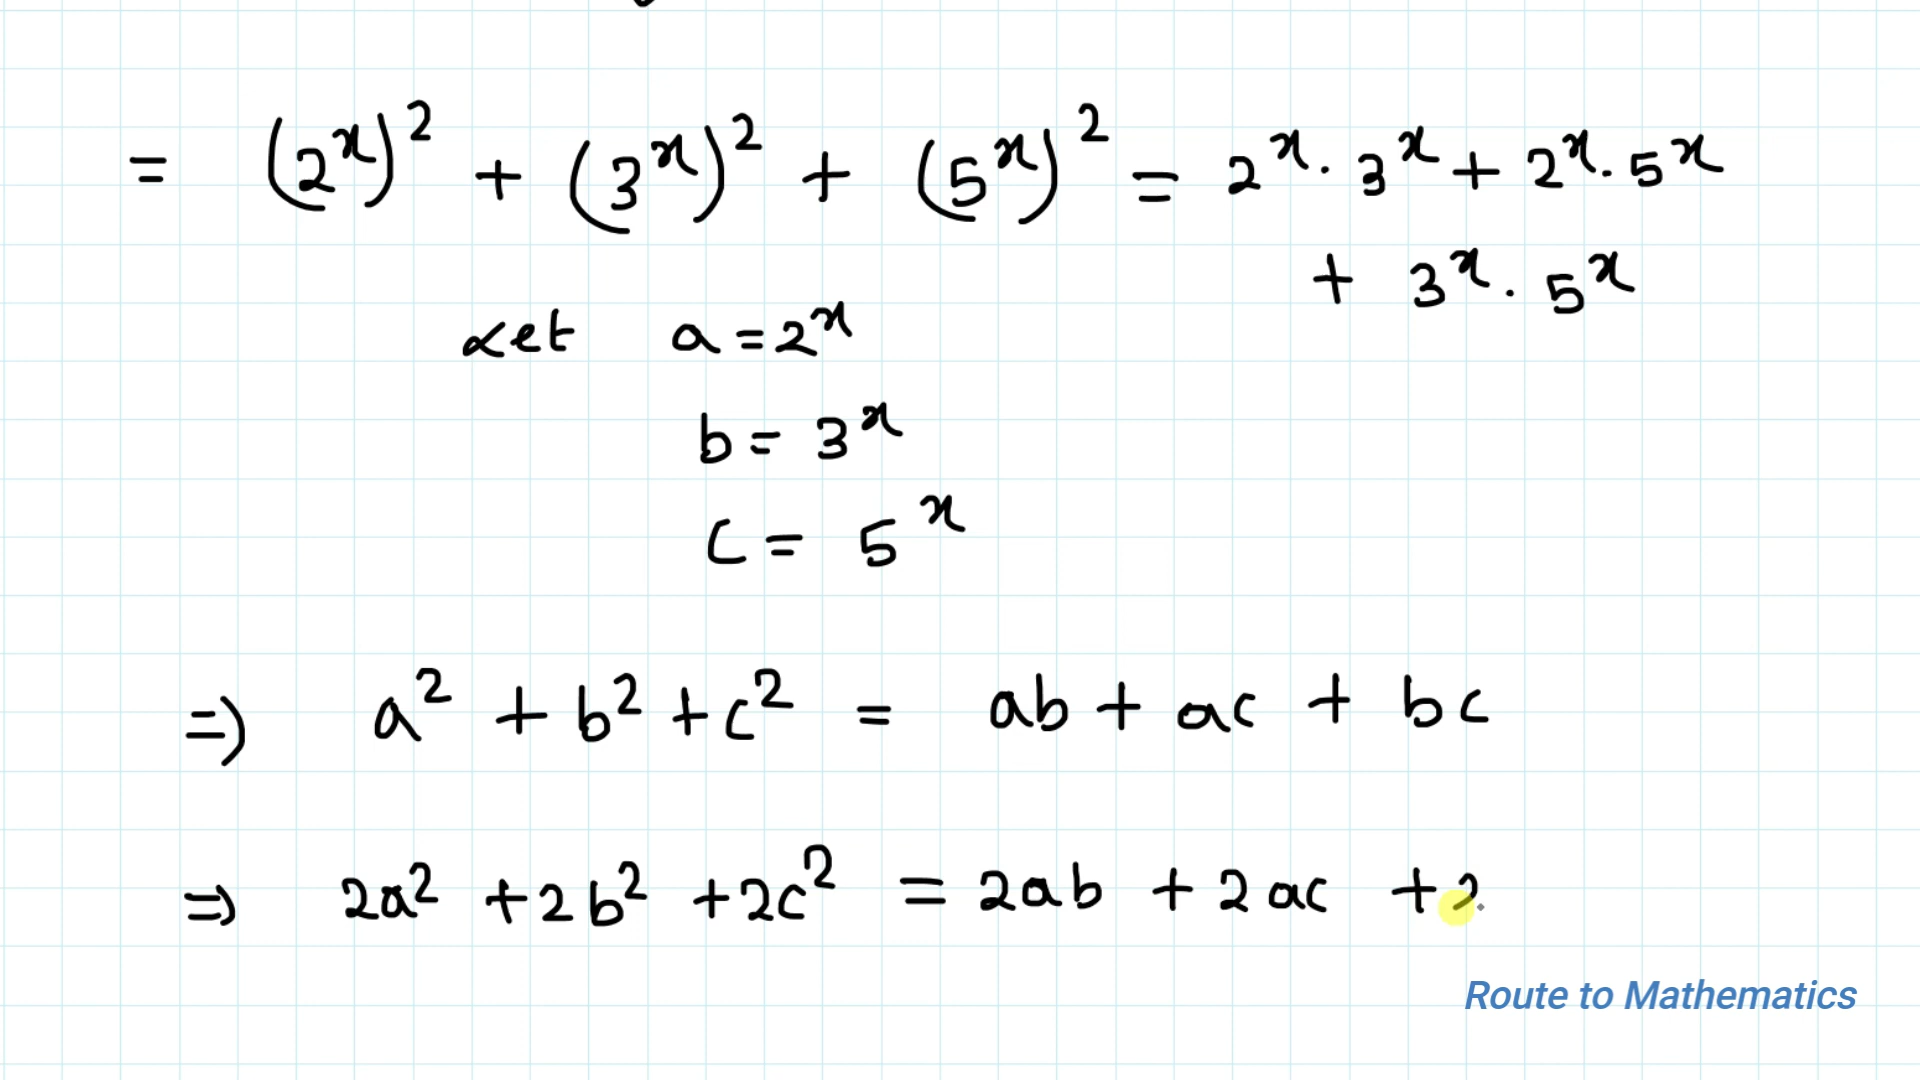 = (2^x)^2 + (3^x)^2 + (5^x)^2 = 2^x · 3^x + 2^x · 5^x
+ 3^x · 5^x
Let a = 2^x
b = 3^x
c = 5^x
⇒ a^2 + b^2 + c^2 = ab + ac + bc
⇒ 2a^2 + 2b^2 + 2c^2 = 2ab + 2ac +
Route to Mathematics